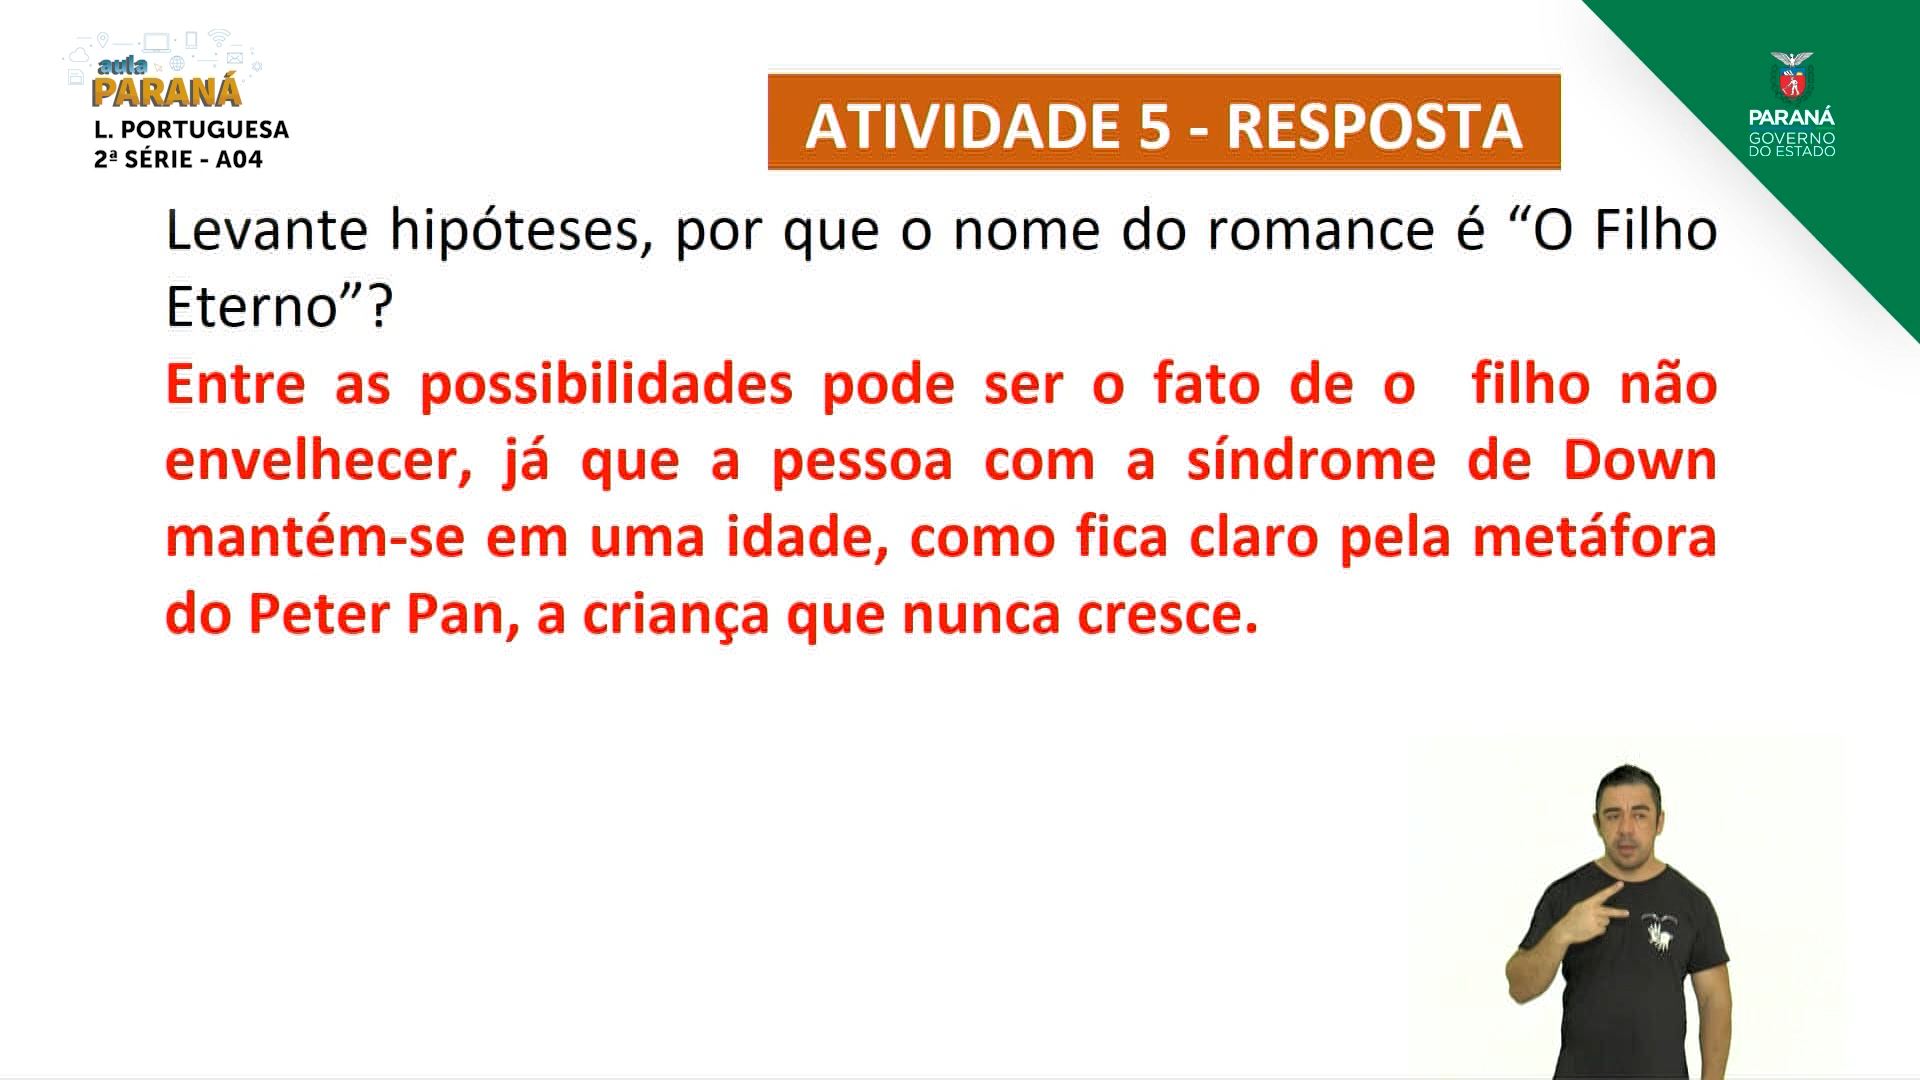 aula
PARANÁ
L. PORTUGUESA
2ª SÉRIE - A04
ATIVIDADE 5 - RESPOSTA
PARANÁ
GOVERNO
DO ESTADO
Levante hipóteses, por que o nome do romance é “O Filho
Eterno”?
Entre as possibilidades pode ser o fato de o filho não
envelhecer, já que a pessoa com a síndrome de Down
mantém-se em uma idade, como fica claro pela metáfora
do Peter Pan, a criança que nunca cresce.